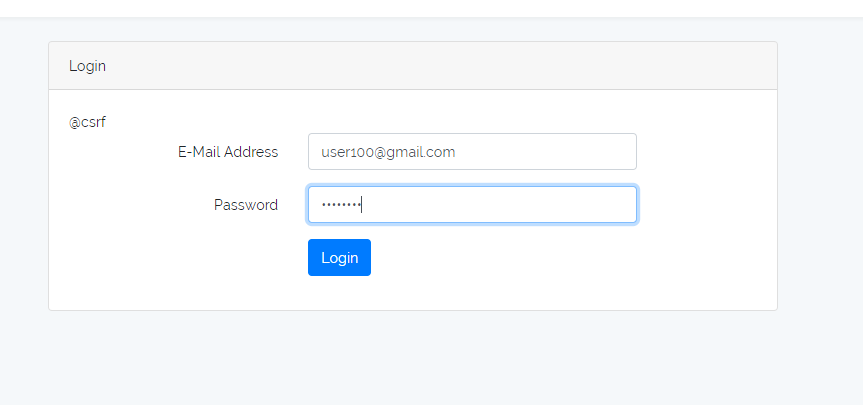 Login
@csrf
E-Mail Address user100@gmail.com
Password ••••••••
Login